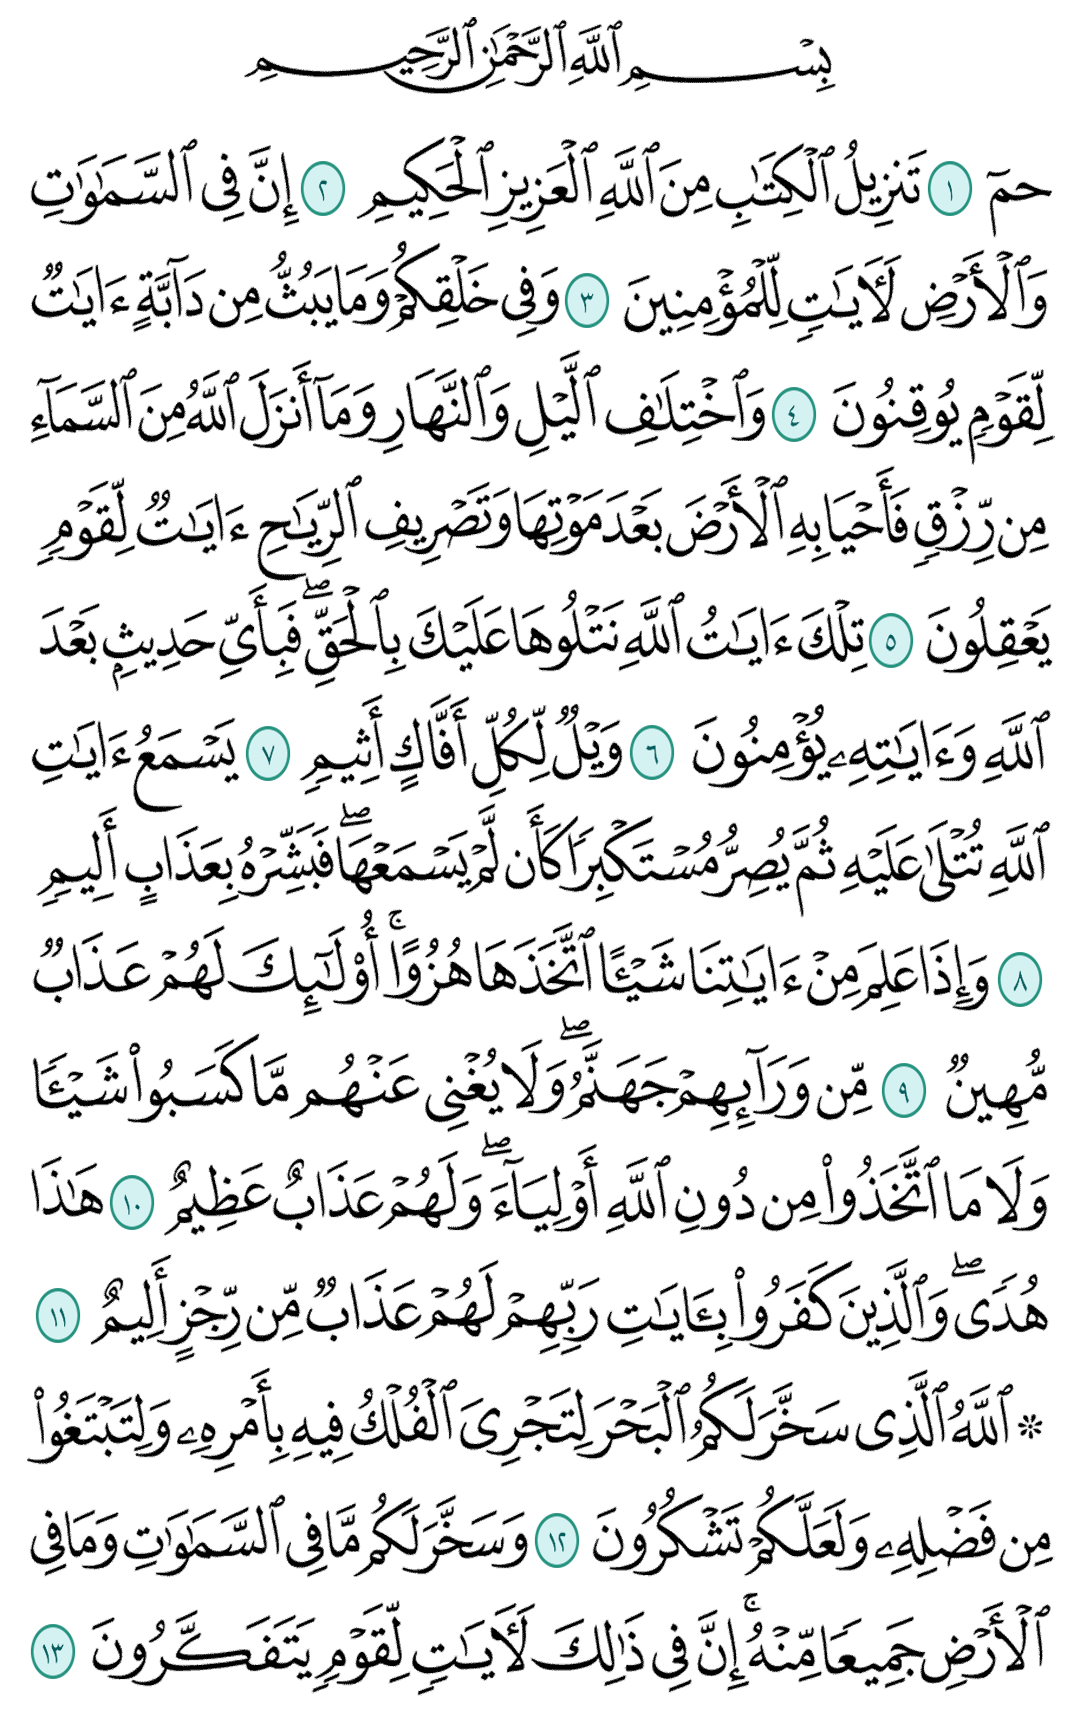 بِسْمِ ٱللَّهِ ٱلرَّحْمَٰنِ ٱلرَّحِيمِ
حمٓ ١ تَنزِيلُ ٱلْكِتَٰبِ مِنَ ٱللَّهِ ٱلْعَزِيزِ ٱلْحَكِيمِ ٢ إِنَّ فِى ٱلسَّمَٰوَٰتِ
وَٱلْأَرْضِ لَـَٔايَٰتٍ لِّلْمُؤْمِنِينَ ٣ وَفِى خَلْقِكُمْ وَمَا يَبُثُّ مِن دَآبَّةٍ ءَايَٰتٌ
لِّقَوْمٍ يُوقِنُونَ ٤ وَٱخْتِلَٰفِ ٱلَّيْلِ وَٱلنَّهَارِ وَمَآ أَنزَلَ ٱللَّهُ مِنَ ٱلسَّمَآءِ
مِن رِّزْقٍ فَأَحْيَا بِهِ ٱلْأَرْضَ بَعْدَ مَوْتِهَا وَتَصْرِيفِ ٱلرِّيَٰحِ ءَايَٰتٌ لِّقَوْمٍ
يَعْقِلُونَ ٥ تِلْكَ ءَايَٰتُ ٱللَّهِ نَتْلُوهَا عَلَيْكَ بِٱلْحَقِّ ۖ فَبِأَىِّ حَدِيثٍۭ بَعْدَ
ٱللَّهِ وَءَايَٰتِهِۦ يُؤْمِنُونَ ٦ وَيْلٌ لِّكُلِّ أَفَّاكٍ أَثِيمٍ ٧ يَسْمَعُ ءَايَٰتِ
ٱللَّهِ تُتْلَىٰ عَلَيْهِ ثُمَّ يُصِرُّ مُسْتَكْبِرًا كَأَن لَّمْ يَسْمَعْهَا ۖ فَبَشِّرْهُ بِعَذَابٍ أَلِيمٍ
٨ وَإِذَا عَلِمَ مِنْ ءَايَٰتِنَا شَيْـًٔا ٱتَّخَذَهَا هُزُوًا ۚ أُو۟لَٰٓئِكَ لَهُمْ عَذَابٌ
مُّهِينٌ ٩ مِّن وَرَآئِهِمْ جَهَنَّمُ ۖ وَلَا يُغْنِى عَنْهُم مَّا كَسَبُوا۟ شَيْـًٔا
وَلَا مَا ٱتَّخَذُوا۟ مِن دُونِ ٱللَّهِ أَوْلِيَآءَ ۖ وَلَهُمْ عَذَابٌ عَظِيمٌ ١٠ هَٰذَا
هُدًى ۖ وَٱلَّذِينَ كَفَرُوا۟ بِـَٔايَٰتِ رَبِّهِمْ لَهُمْ عَذَابٌ مِّن رِّجْزٍ أَلِيمٌ ١١
۞ ٱللَّهُ ٱلَّذِى سَخَّرَ لَكُمُ ٱلْبَحْرَ لِتَجْرِىَ ٱلْفُلْكُ فِيهِ بِأَمْرِهِۦ وَلِتَبْتَغُوا۟
مِن فَضْلِهِۦ وَلَعَلَّكُمْ تَشْكُرُونَ ١٢ وَسَخَّرَ لَكُم مَّا فِى ٱلسَّمَٰوَٰتِ وَمَا فِى
ٱلْأَرْضِ جَمِيعًا مِّنْهُ ۚ إِنَّ فِى ذَٰلِكَ لَـَٔايَٰتٍ لِّقَوْمٍ يَتَفَكَّرُونَ ١٣